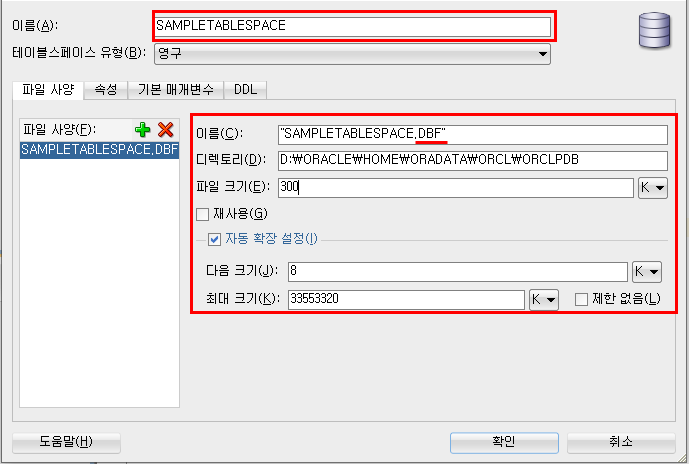 이름(A): SAMPLETABLESPACE
테이블스페이스 유형(B): 영구
파일 사양 속성 기본 매개변수 DDL
파일 사양(F):
SAMPLETABLESPACE,DBF
이름(C): "SAMPLETABLESPACE,DBF"
디렉토리(D): D:\ORACLE\HOME\ORADATA\ORCL\ORCLPDB
파일 크기(E): 300 K
재사용(G)
자동 확장 설정(I)
다음 크기(J): 8 K
최대 크기(K): 33553320 K 제한 없음(L)
도움말(H) 확인 취소